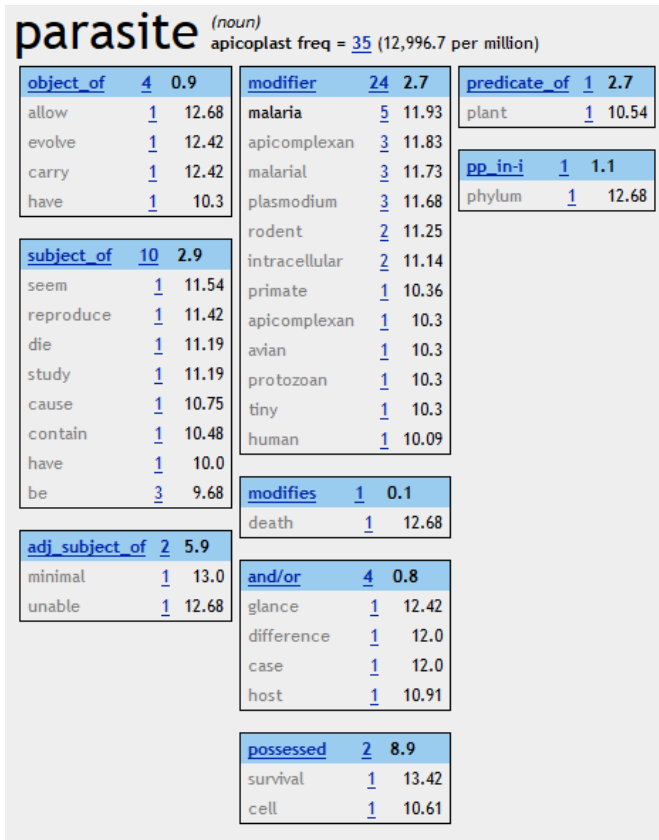 parasite (noun)
apicoplast freq = 35 (12,996.7 per million)
object_of 4 0.9
allow 1 12.68
evolve 1 12.42
carry 1 12.42
have 1 10.3
subject_of 10 2.9
seem 1 11.54
reproduce 1 11.42
die 1 11.19
study 1 11.19
cause 1 10.75
contain 1 10.48
have 1 10.0
be 3 9.68
adj_subject_of 2 5.9
minimal 1 13.0
unable 1 12.68
modifier 24 2.7
malaria 5 11.93
apicomplexan 3 11.83
malarial 3 11.73
plasmodium 3 11.68
rodent 2 11.25
intracellular 2 11.14
primate 1 10.36
apicomplexan 1 10.3
avian 1 10.3
protozoan 1 10.3
tiny 1 10.3
human 1 10.09
modifies 1 0.1
death 1 12.68
and/or 4 0.8
glance 1 12.42
difference 1 12.0
case 1 12.0
host 1 10.91
possessed 2 8.9
survival 1 13.42
cell 1 10.61
predicate_of 1 2.7
plant 1 10.54
pp_in-i 1 1.1
phylum 1 12.68